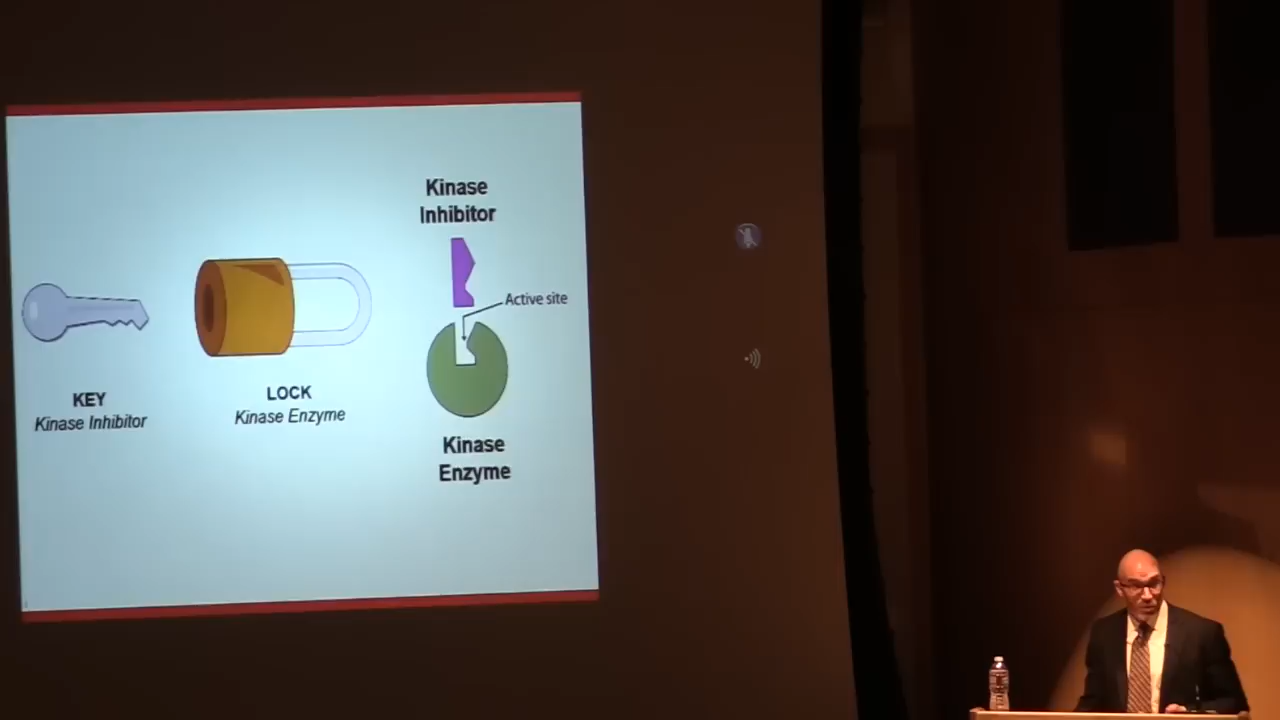 Kinase
Inhibitor
Active site
KEY
Kinase Inhibitor
LOCK
Kinase Enzyme
Kinase
Enzyme